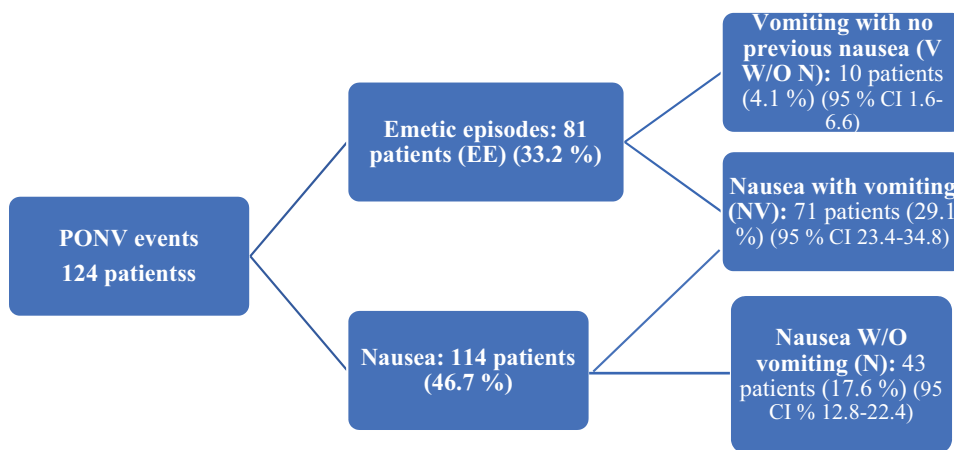 PONV events
124 patientss
Emetic episodes: 81
patients (EE) (33.2 %)
Nausea: 114 patients
(46.7 %)
Vomiting with no
previous nausea (V
W/O N): 10 patients
(4.1 %) (95 % CI 1.6-
6.6)
Nausea with vomiting
(NV): 71 patients (29.1
%) (95 % CI 23.4-34.8)
Nausea W/O
vomiting (N): 43
patients (17.6 %) (95
CI % 12.8-22.4)